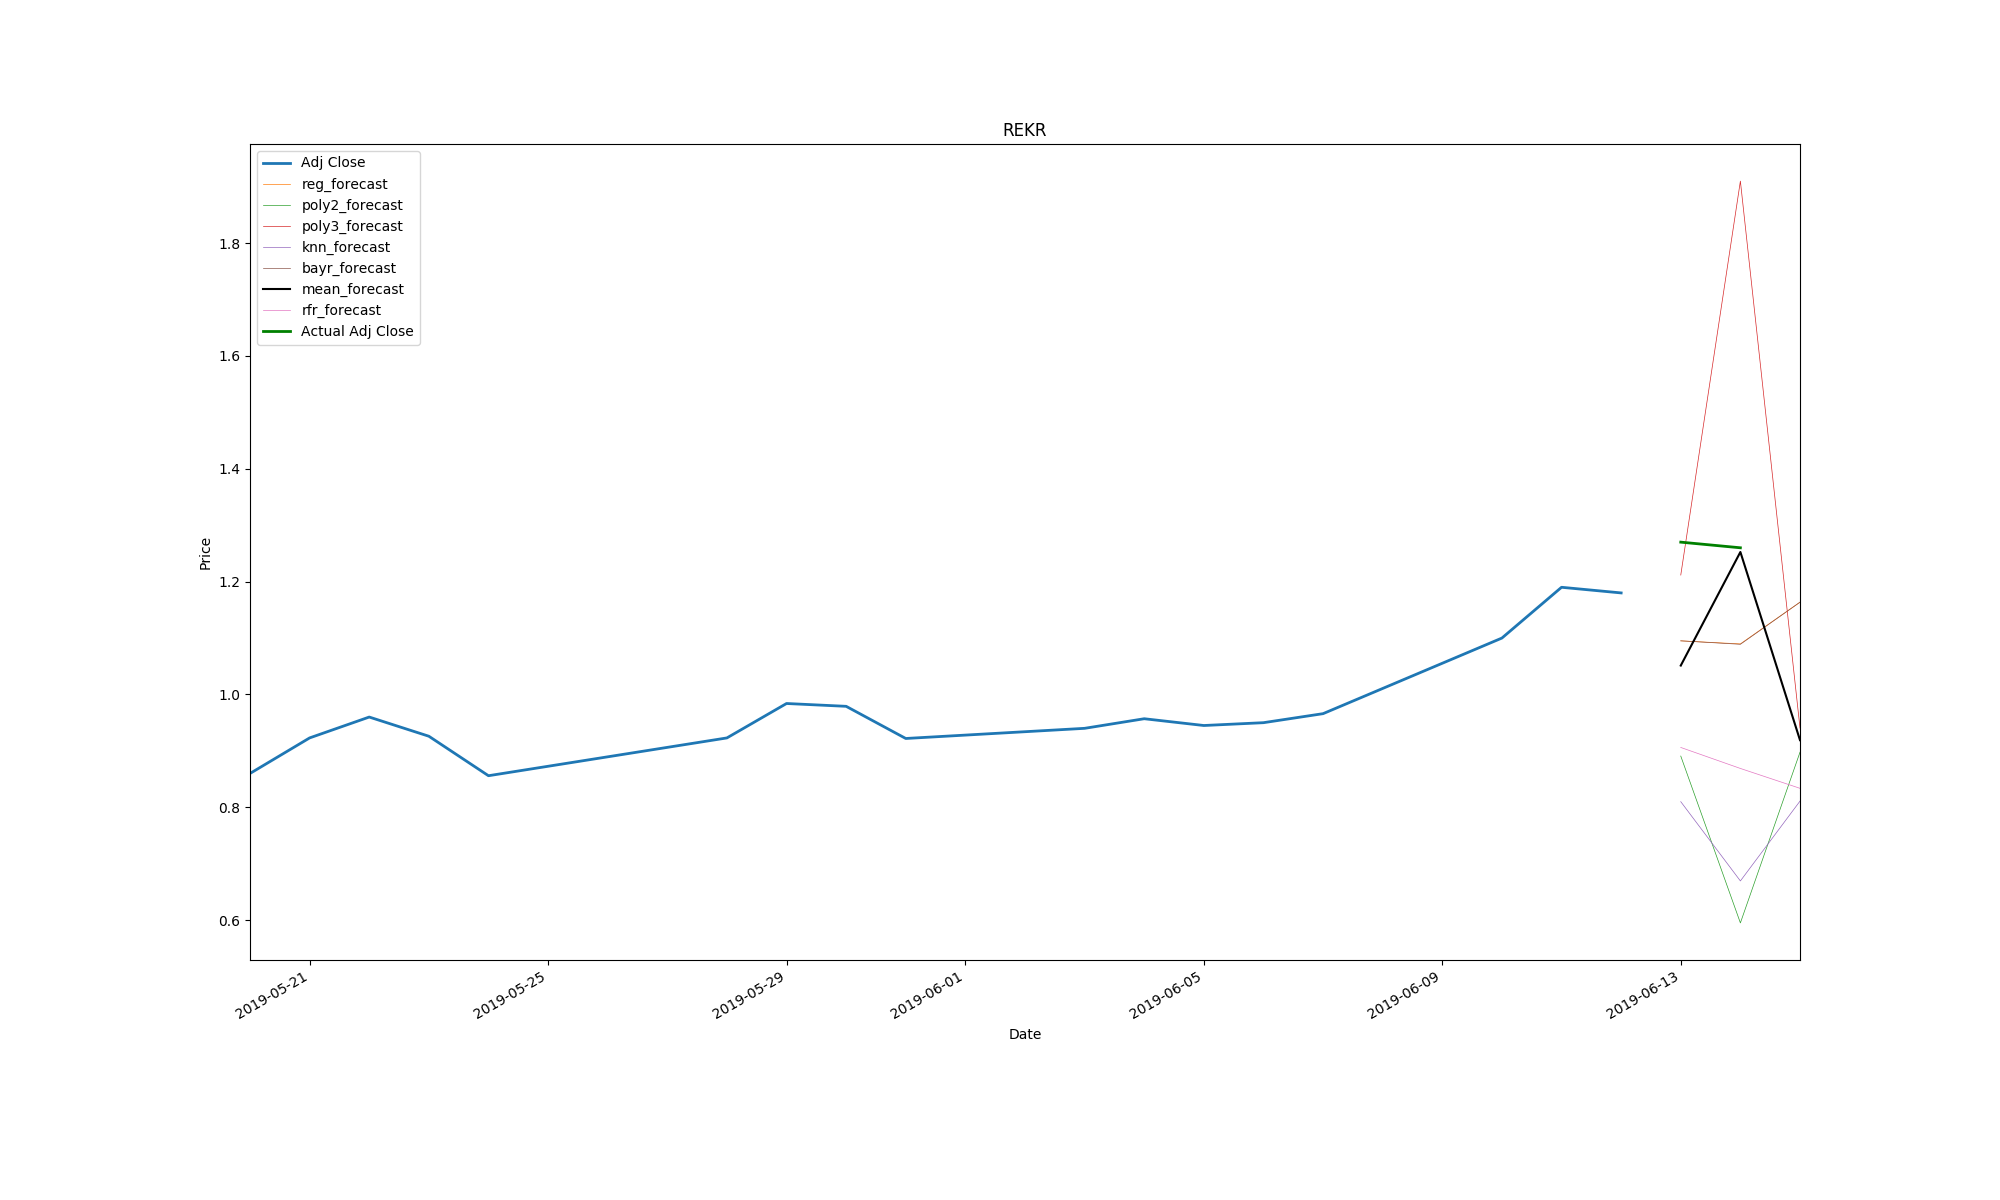 REKR
Adj Close
reg_forecast
poly2_forecast
poly3_forecast
knn_forecast
bayr_forecast
mean_forecast
rfr_forecast
Actual Adj Close
1.8
1.6
1.4
1.2
1.0
0.8
0.6
Price
2019-05-21
2019-05-25
2019-05-29
2019-06-01
2019-06-05
2019-06-09
2019-06-13
Date